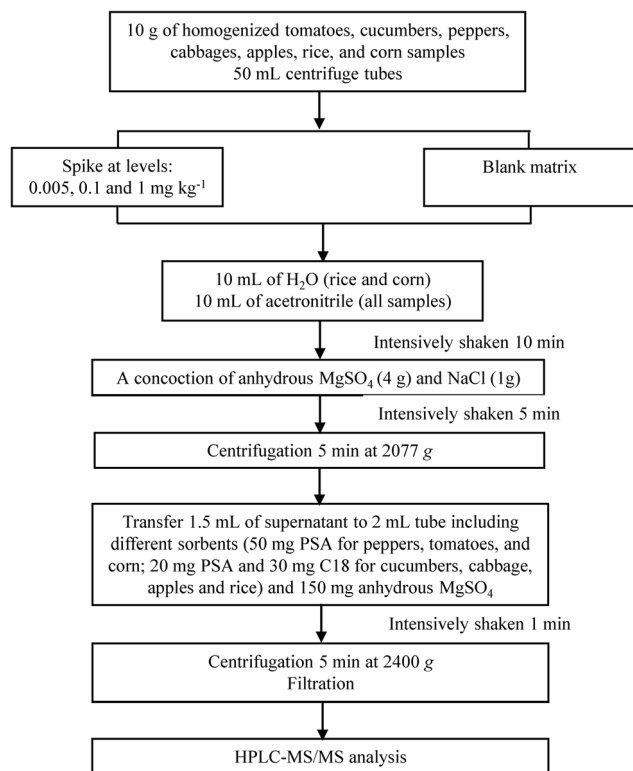 10 g of homogenized tomatoes, cucumbers, peppers,
cabbages, apples, rice, and corn samples
50 mL centrifuge tubes
Spike at levels:
0.005, 0.1 and 1 mg kg⁻¹
Blank matrix
10 mL of H₂O (rice and corn)
10 mL of acetronitrile (all samples)
Intensively shaken 10 min
A concoction of anhydrous MgSO₄ (4 g) and NaCl (1g)
Intensively shaken 5 min
Centrifugation 5 min at 2077 g
Transfer 1.5 mL of supernatant to 2 mL tube including
different sorbents (50 mg PSA for peppers, tomatoes, and
corn; 20 mg PSA and 30 mg C18 for cucumbers, cabbage,
apples and rice) and 150 mg anhydrous MgSO₄
Intensively shaken 1 min
Centrifugation 5 min at 2400 g
Filtration
HPLC-MS/MS analysis